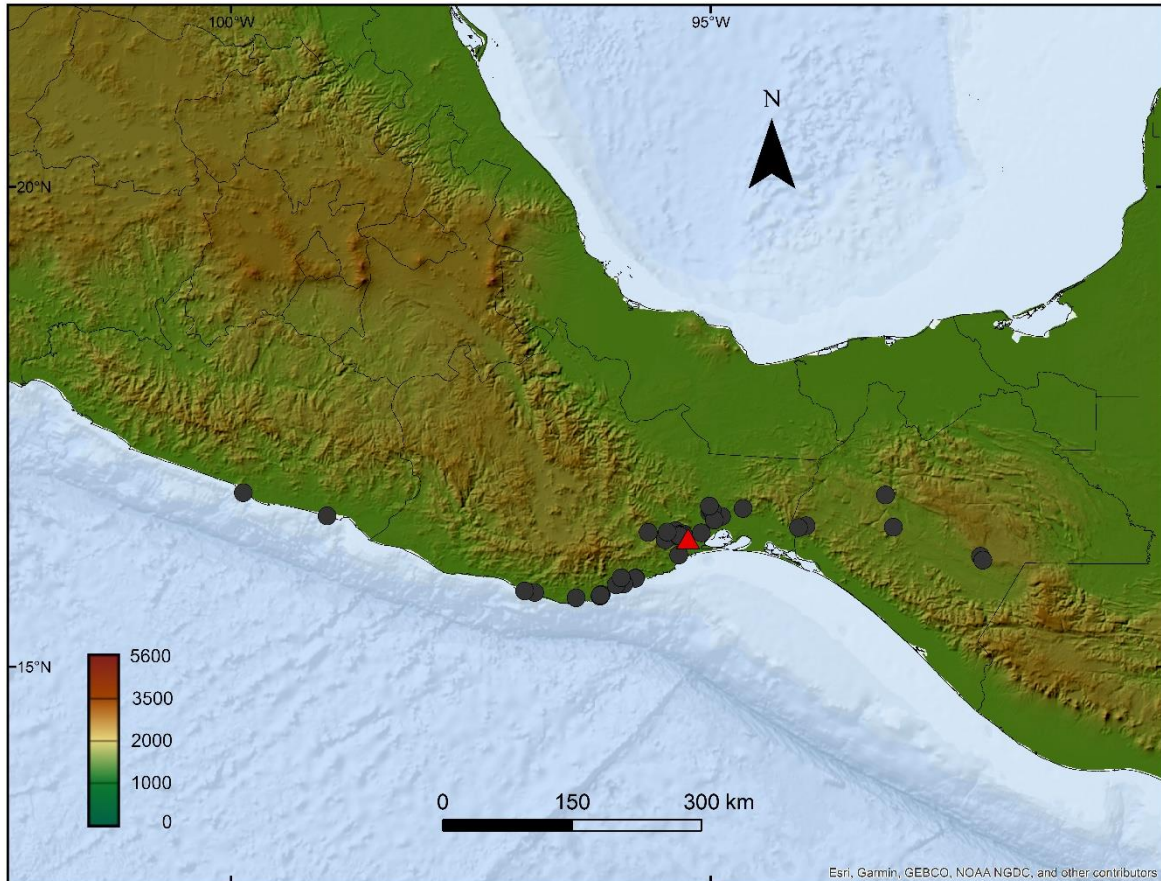 100°W
95°W
N
20°N
15°N
5600
3500
2000
1000
0
0 150 300 km
Esri, Garmin, GEBCO, NOAA NGDC, and other contributors